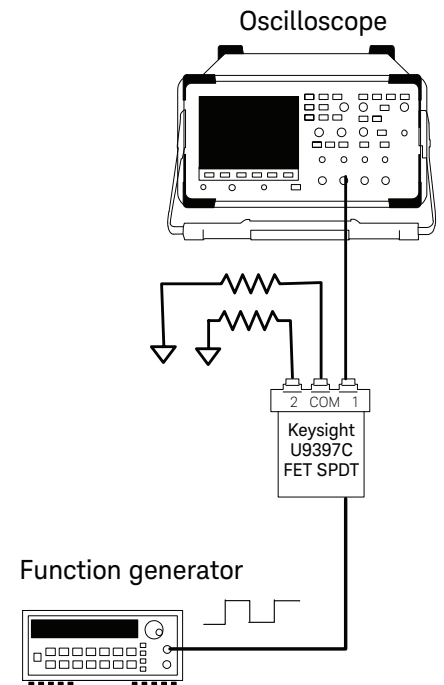 Oscilloscope
2 COM 1
Keysight
U9397C
FET SPDT
Function generator